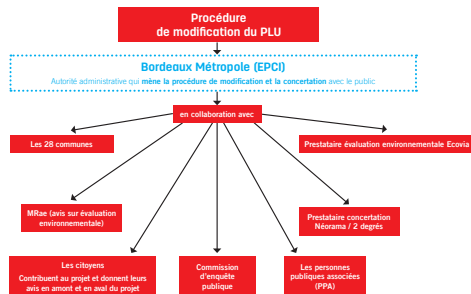 Procédure
de modification du PLU
Bordeaux Métropole (EPCI)
Autorité administrative qui mène la procédure de modification et la concertation avec le public
en collaboration avec
Les 28 communes
Prestataire évaluation environnementale Ecovia
MRae (avis sur évaluation
environnementale)
Prestataire concertation
Néorama / 2 degrés
Les citoyens
Contribuent au projet et donnent leurs
avis en amont et en aval du projet
Commission
d'enquête
publique
Les personnes
publiques associées
(PPA)